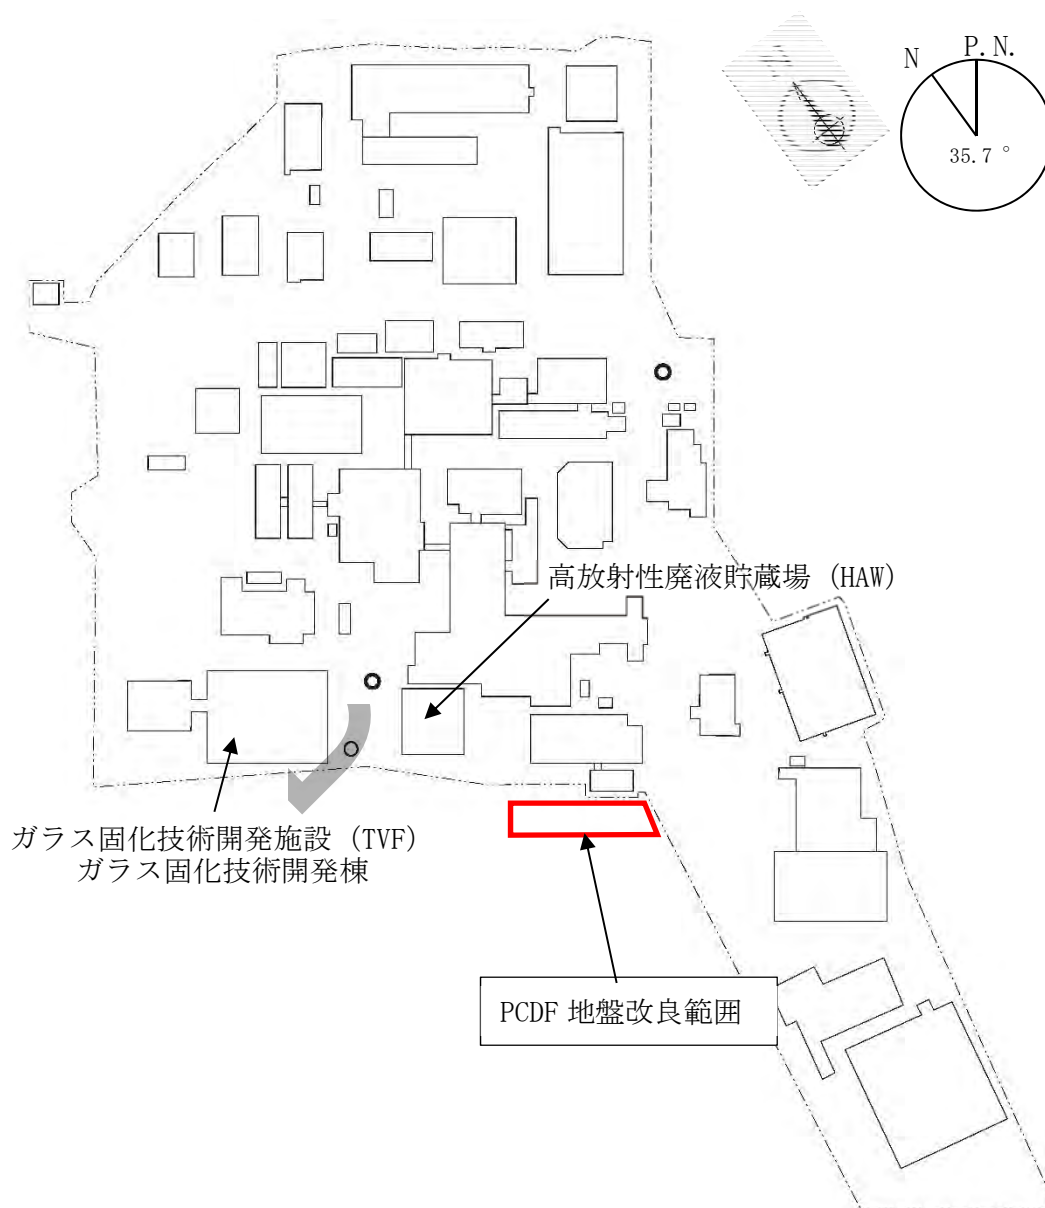 N
P.N.
35.7 °
高放射性廃液貯蔵場 (HAW)
ガラス固化技術開発施設 (TVF)
ガラス固化技術開発棟
PCDF 地盤改良範囲